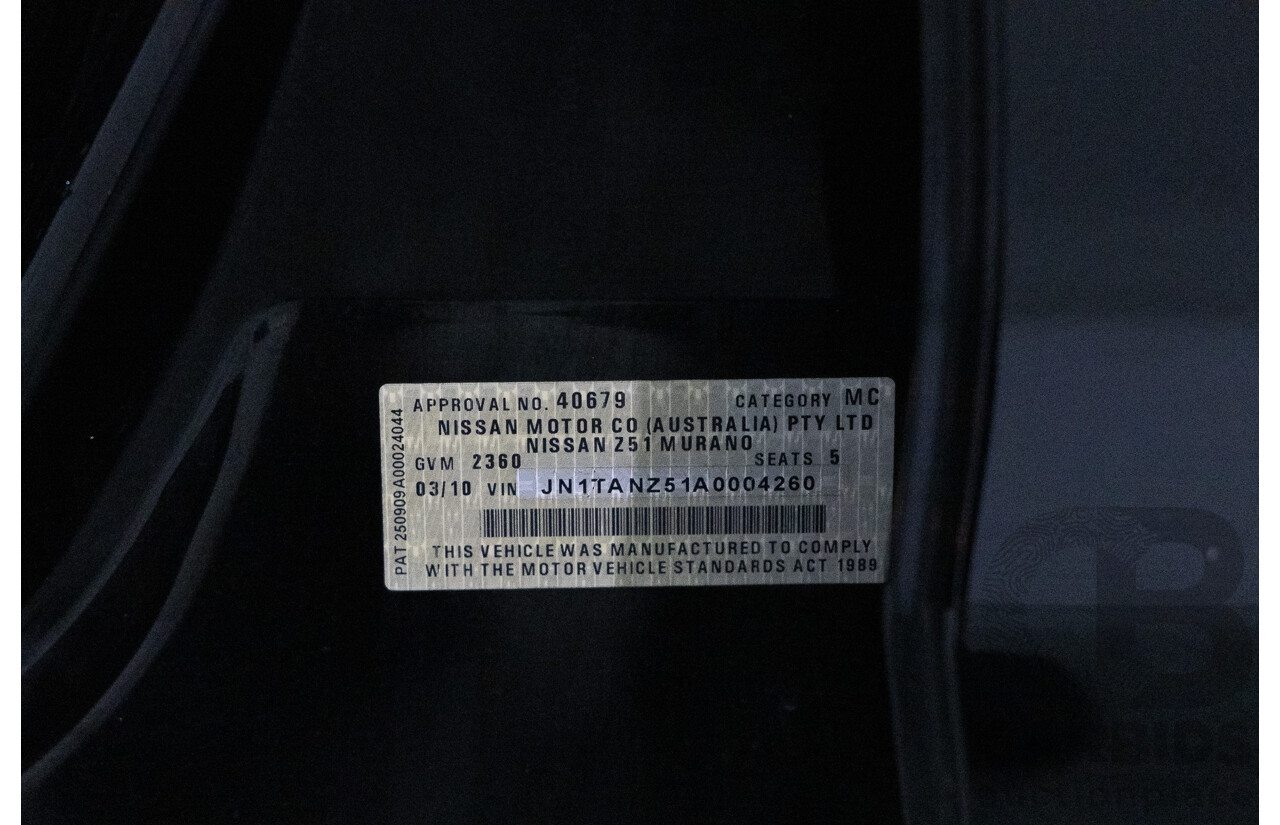 APPROVAL NO. 40679 CATEGORY MC
NISSAN MOTOR CO (AUSTRALIA) PTY LTD
NISSAN Z51 MURANO
GVM 2360 SEATS 5
03/10 VIN JN1TANZ51A0004260
THIS VEHICLE WAS MANUFACTURED TO COMPLY
WITH THE MOTOR VEHICLE STANDARDS ACT 1989
PAT 250909A00024044